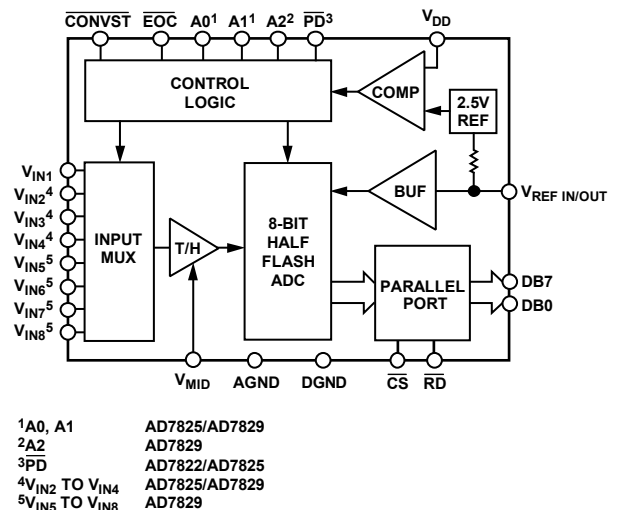 CONVST EOC A0¹ A1¹ A2² PD³ VDD
CONTROL
LOGIC
COMP
2.5V
REF
BUF
VREF IN/OUT
VIN1
VIN2⁴
VIN3⁴
VIN4⁴
VIN5⁵
VIN6⁵
VIN7⁵
VIN8⁵
INPUT
MUX
T/H
8-BIT
HALF
FLASH
ADC
PARALLEL
PORT
DB7
DB0
VMID AGND DGND CS RD
¹A0, A1 AD7825/AD7829
²A2 AD7829
³PD AD7822/AD7825
⁴VIN2 TO VIN4 AD7825/AD7829
⁵VIN5 TO VIN8 AD7829